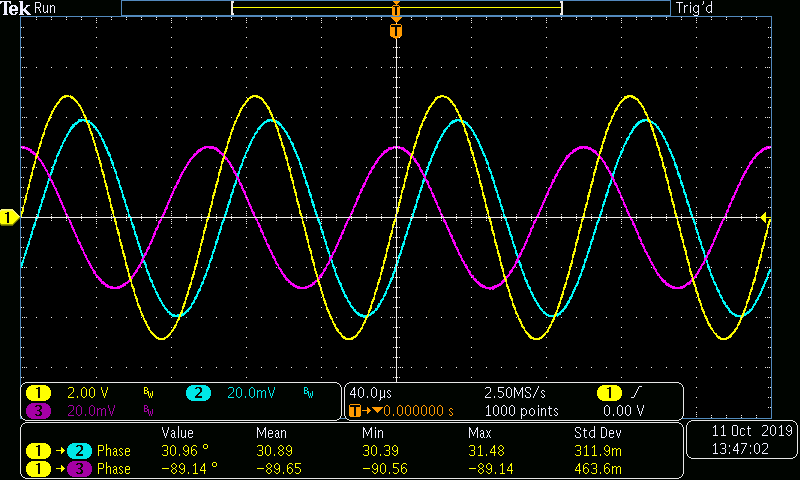 Tek Run Trig'd
T
T
1
1 2.00 V BW 2 20.0mV BW
3 20.0mV BW
40.0µs 2.50MS/s 1
T→▼0.000000 s 1000 points 0.00 V
Value Mean Min Max Std Dev
1→2 Phase 30.96 ° 30.89 30.39 31.48 311.9m
1→3 Phase −89.14 ° −89.65 −90.56 −89.14 463.6m
11 Oct 2019
13:47:02